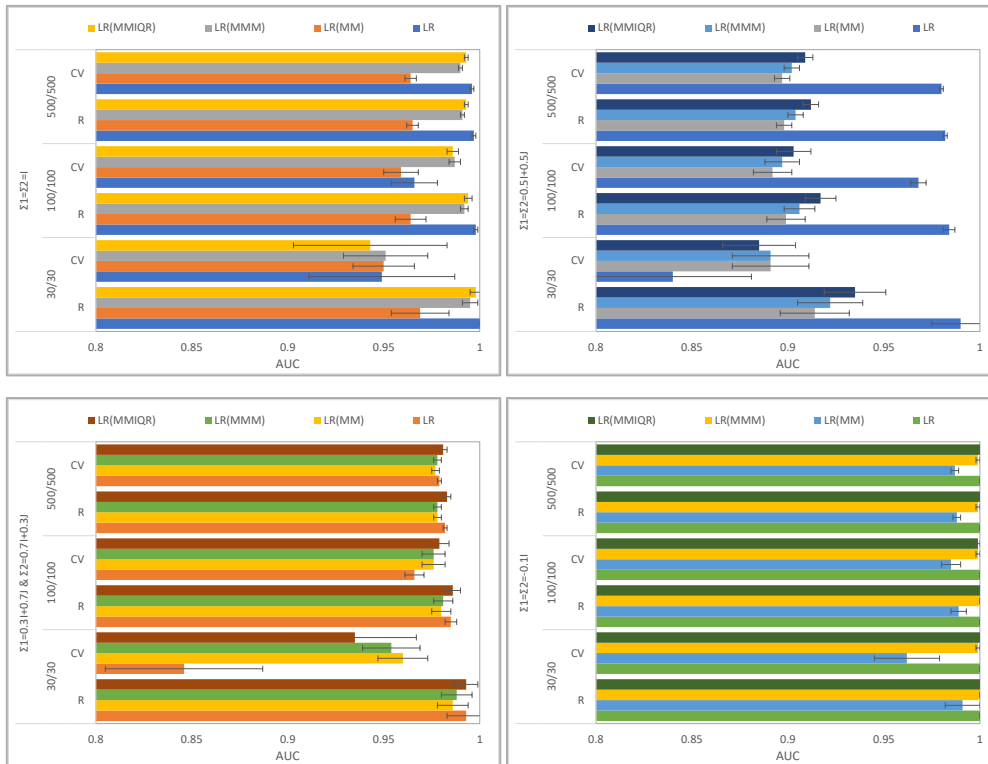 LR(MMIQR) LR(MMM) LR(MM) LR
Σ1=Σ2=I
500/500
CV
R
100/100
CV
R
30/30
CV
R
0.8 0.85 0.9 0.95 1
AUC
LR(MMIQR) LR(MMM) LR(MM) LR
Σ1=Σ2=0.5I+0.5J
500/500
CV
R
100/100
CV
R
30/30
CV
R
0.8 0.85 0.9 0.95 1
AUC
LR(MMIQR) LR(MMM) LR(MM) LR
Σ1=0.3I+0.7J & Σ2=0.7I+0.3J
500/500
CV
R
100/100
CV
R
30/30
CV
R
0.8 0.85 0.9 0.95 1
AUC
LR(MMIQR) LR(MMM) LR(MM) LR
Σ1=Σ2=-0.1I
500/500
CV
R
100/100
CV
R
30/30
CV
R
0.8 0.85 0.9 0.95 1
AUC